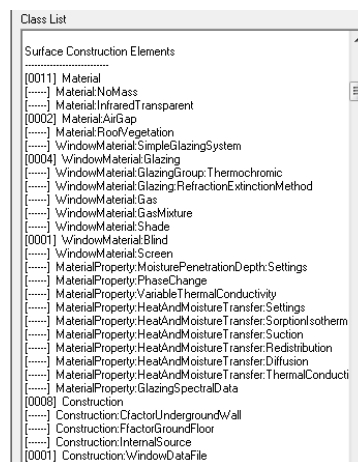 Class List
Surface Construction Elements
--------------------------
[0011] Material
[------] Material:NoMass
[------] Material:InfraredTransparent
[0002] Material:AirGap
[------] Material:RoofVegetation
[------] WindowMaterial:SimpleGlazingSystem
[0004] WindowMaterial:Glazing
[------] WindowMaterial:GlazingGroup:Thermochromic
[------] WindowMaterial:Glazing:RefractionExtinctionMethod
[------] WindowMaterial:Gas
[------] WindowMaterial:GasMixture
[------] WindowMaterial:Shade
[0001] WindowMaterial:Blind
[------] WindowMaterial:Screen
[------] MaterialProperty:MoisturePenetrationDepth:Settings
[------] MaterialProperty:PhaseChange
[------] MaterialProperty:VariableThermalConductivity
[------] MaterialProperty:HeatAndMoistureTransfer:Settings
[------] MaterialProperty:HeatAndMoistureTransfer:SorptionIsotherm
[------] MaterialProperty:HeatAndMoistureTransfer:Suction
[------] MaterialProperty:HeatAndMoistureTransfer:Redistribution
[------] MaterialProperty:HeatAndMoistureTransfer:Diffusion
[------] MaterialProperty:HeatAndMoistureTransfer:ThermalConducti
[------] MaterialProperty:GlazingSpectralData
[0008] Construction
[------] Construction:CfactorUndergroundWall
[------] Construction:FfactorGroundFloor
[------] Construction:InternalSource
[0001] Construction:WindowDataFile